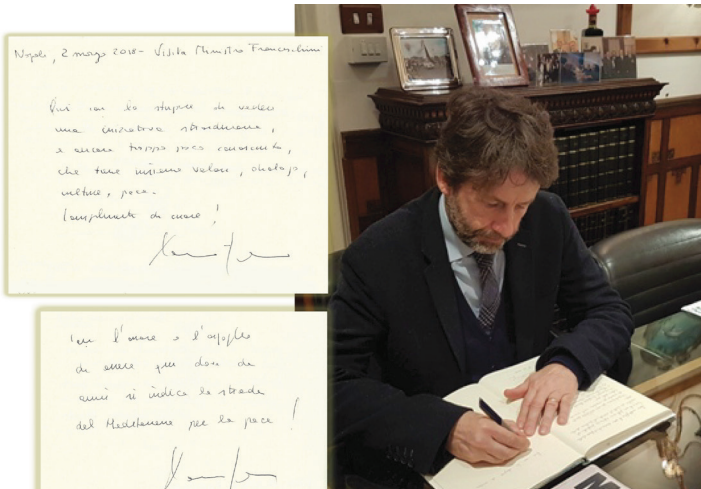 Napoli, 2 marzo 2018 - Visita Ministro Franceschini
Qui con lo stupore di vedere
una iniziativa straordinaria,
e ancora troppo poco conosciuta,
che tiene insieme valori, dialogo,
culture, pace.
Complimenti di cuore!
Con l'onore e l'orgoglio
di essere qui dove da
anni si indica la strada
del Mediterraneo per la pace!